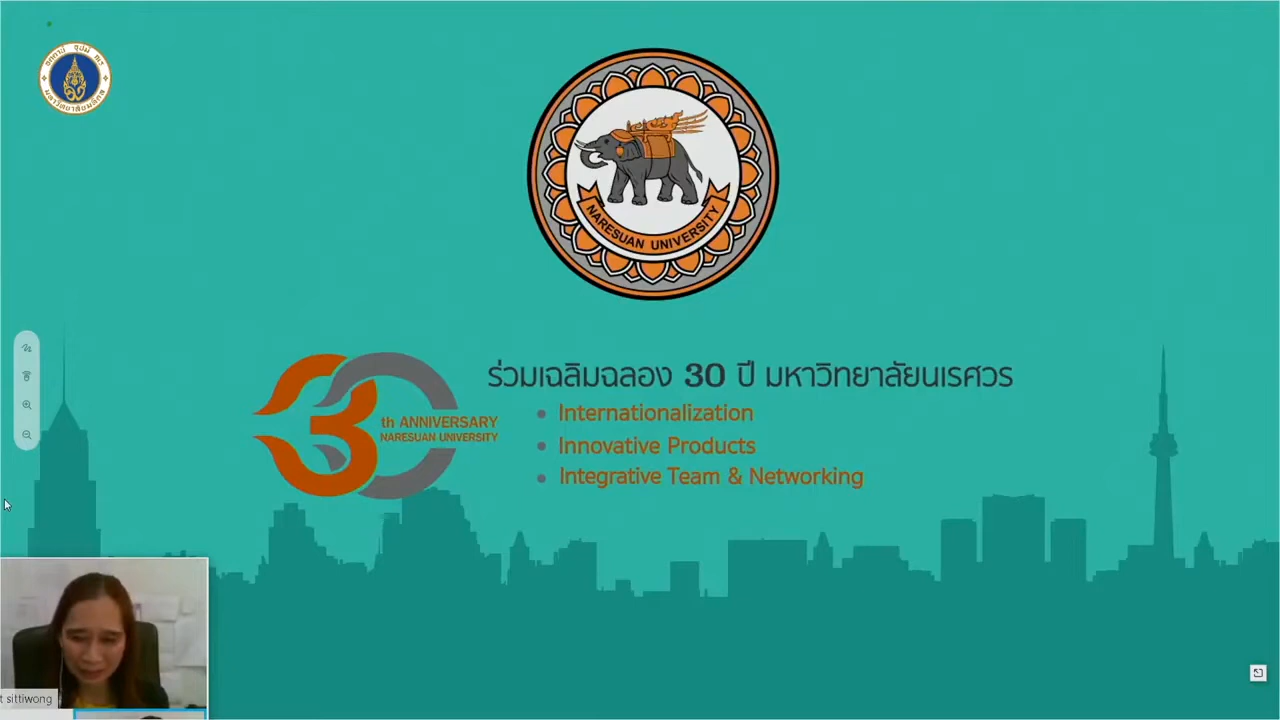 NARESUAN UNIVERSITY
ร่วมเฉลิมฉลอง 30 ปี มหาวิทยาลัยนเรศวร
30
th ANNIVERSARY
NARESUAN UNIVERSITY
• Internationalization
• Innovative Products
• Integrative Team & Networking
t sittiwong